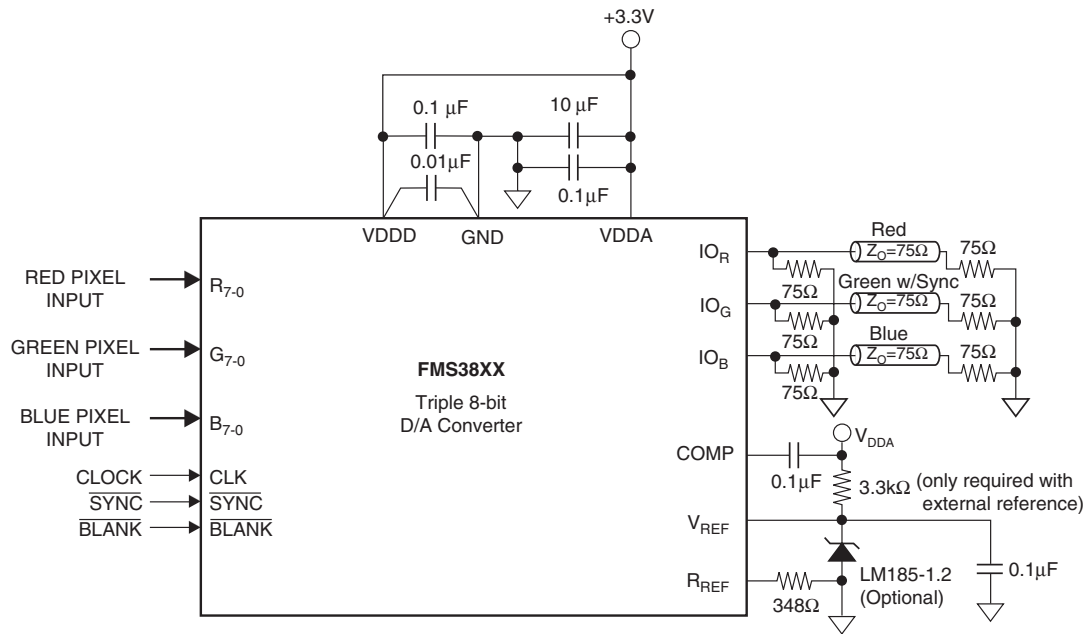 +3.3V
0.1 µF
10 µF
0.01µF
0.1µF
VDDD
GND
VDDA
RED PIXEL
INPUT
R7-0
GREEN PIXEL
INPUT
G7-0
BLUE PIXEL
INPUT
B7-0
CLOCK
CLK
SYNC
SYNC
BLANK
BLANK
FMS38XX
Triple 8-bit
D/A Converter
IOR
Red
ZO=75Ω
75Ω
75Ω
IOG
Green w/Sync
ZO=75Ω
75Ω
75Ω
IOB
Blue
ZO=75Ω
75Ω
75Ω
COMP
0.1µF
VDDA
3.3kΩ
(only required with
external reference)
VREF
LM185-1.2
(Optional)
0.1µF
RREF
348Ω